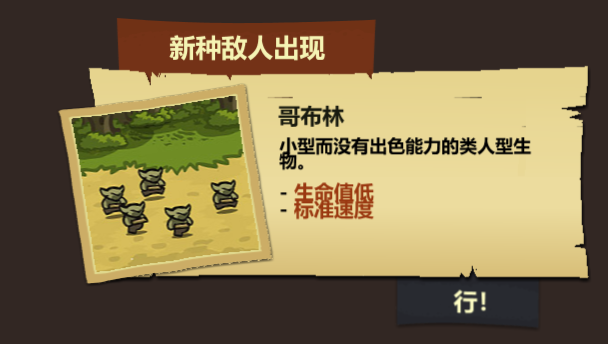 新种敌人出现
哥布林
小型而没有出色能力的类人型生
物。
- 生命值低
- 标准速度
行!